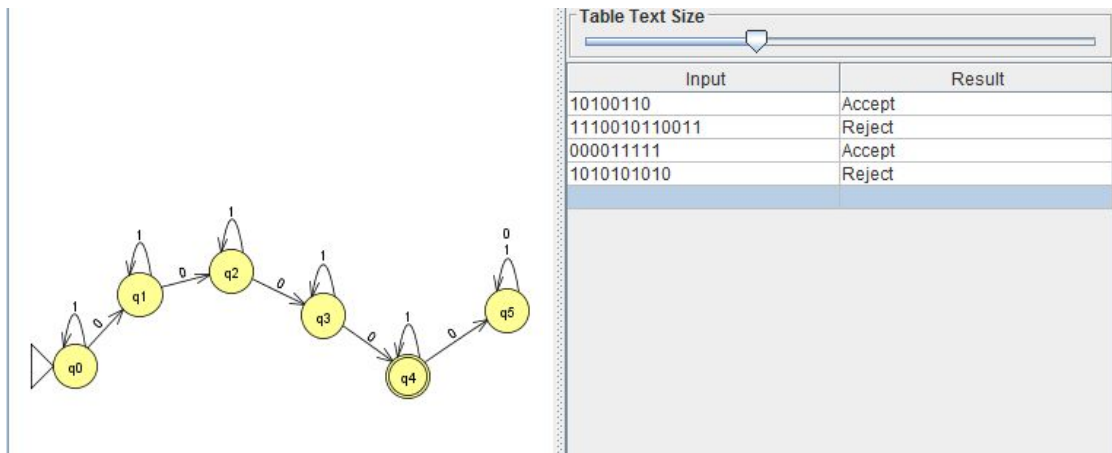 Table Text Size
Input Result
10100110 Accept
1110010110011 Reject
000011111 Accept
1010101010 Reject
1
0
1
1
0
1
1
1
0
0
0
0
1
q0
q1
q2
q3
q4
q5